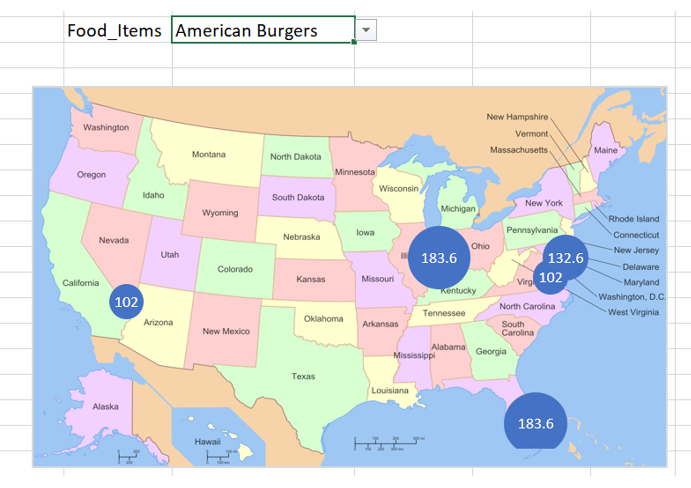 Food_Items American Burgers
New Hampshire
Vermont
Massachusetts
Washington
Montana
North Dakota
Minnesota
Maine
Oregon
Idaho
Wisconsin
South Dakota
Michigan
New York
Wyoming
Rhode Island
Iowa
Pennsylvania
Connecticut
Nebraska
Nevada
Ohio
New Jersey
Utah
183.6
132.6
Colorado
Delaware
California
Kansas
Missouri
102
Maryland
Kentucky
Washington, D.C.
102
North Carolina
West Virginia
Tennessee
Oklahoma
Arizona
Arkansas
New Mexico
South
Carolina
Alabama
Georgia
Mississippi
Texas
Louisiana
Alaska
183.6
Hawaii